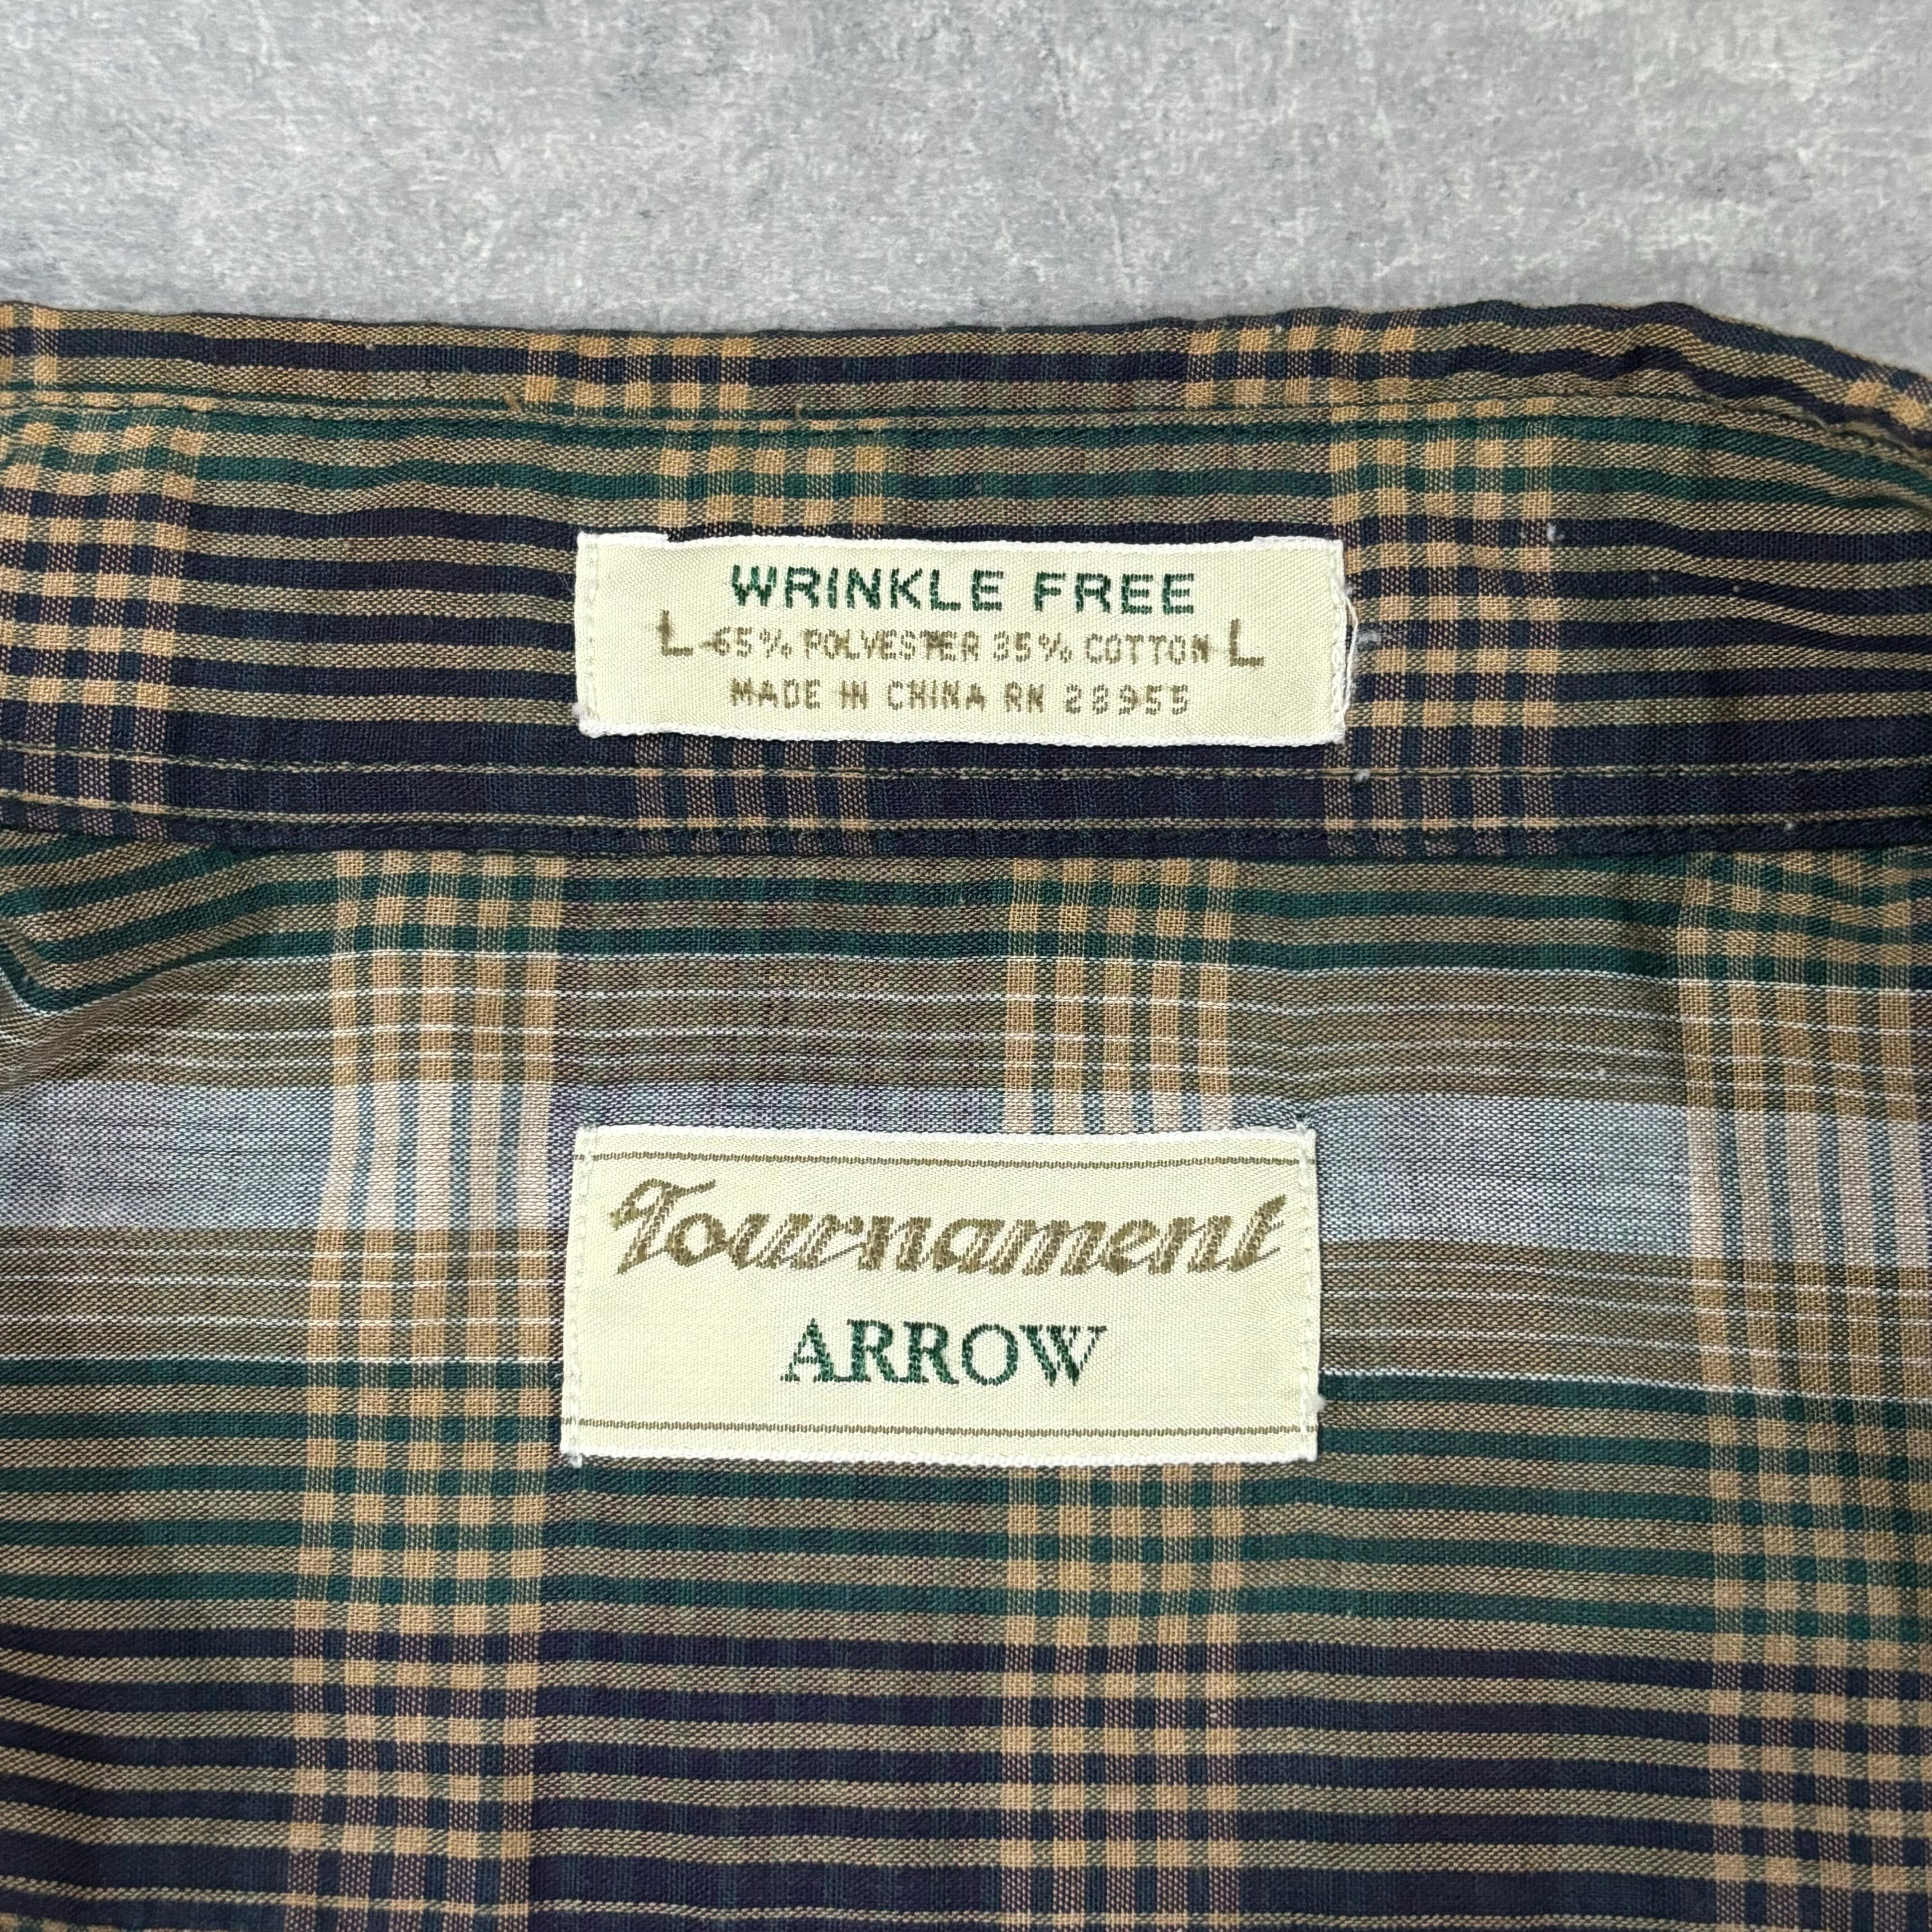 WRINKLE FREE
L-65% POLYESTER 35% COTTON-L
MADE IN CHINA RN 28955
Tournament
ARROW